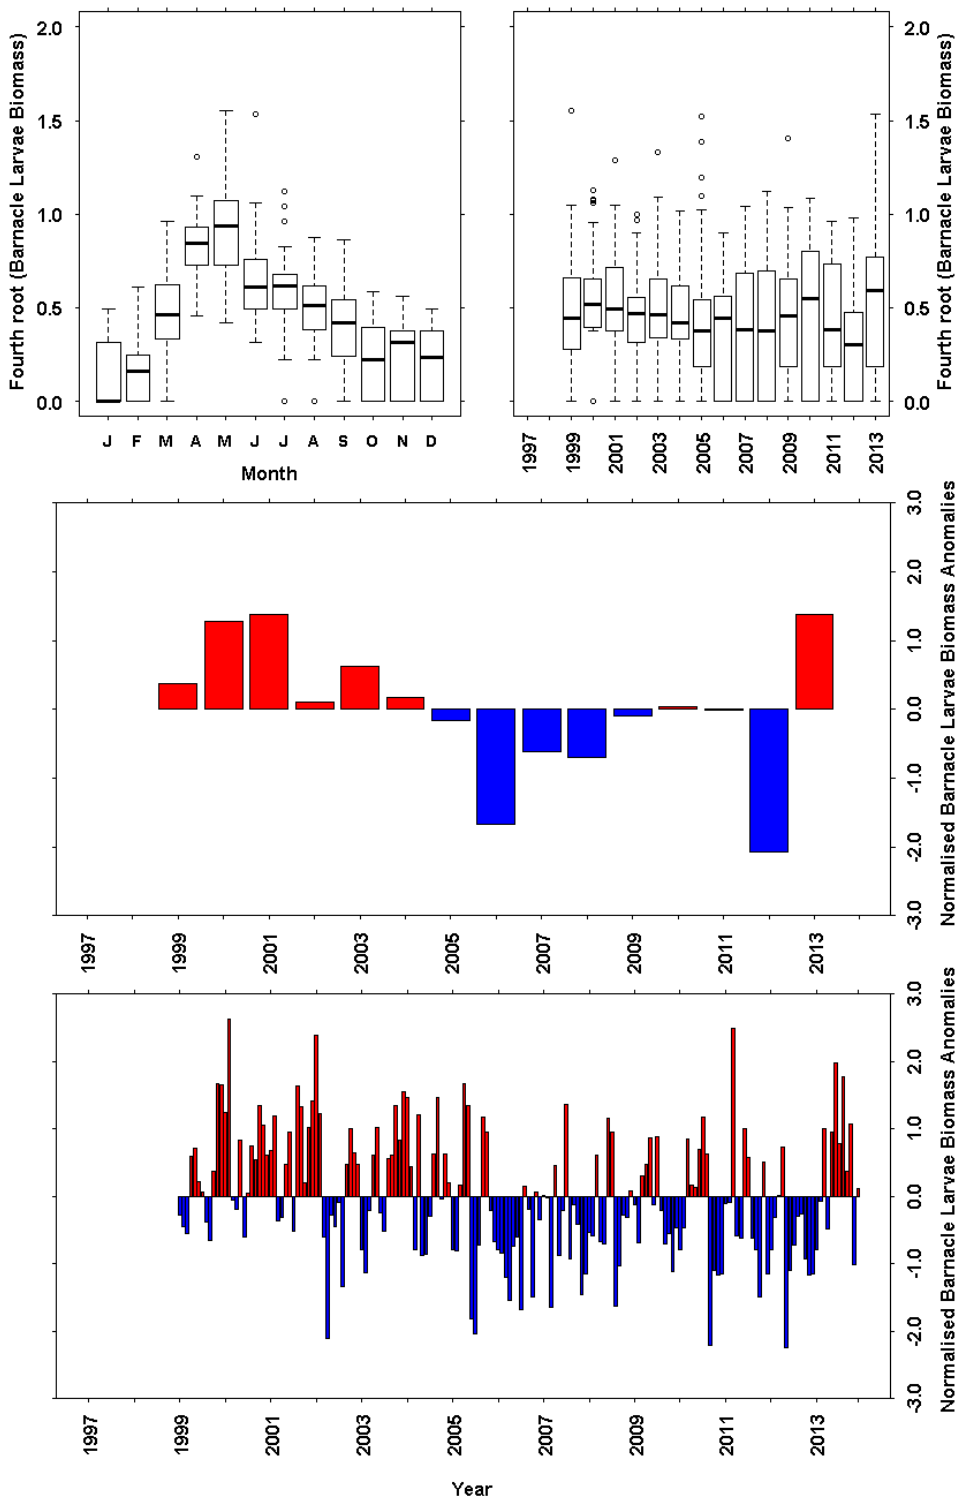 Fourth root (Barnacle Larvae Biomass)
2.0
1.5
1.0
0.5
0.0
J F M A M J J A S O N D
Month
2.0
1.5
1.0
0.5
0.0
Fourth root (Barnacle Larvae Biomass)
1997 1999 2001 2003 2005 2007 2009 2011 2013
3.0
2.0
1.0
0.0
-1.0
-2.0
-3.0
Normalised Barnacle Larvae Biomass Anomalies
1997 1999 2001 2003 2005 2007 2009 2011 2013
3.0
2.0
1.0
0.0
-1.0
-2.0
-3.0
Normalised Barnacle Larvae Biomass Anomalies
1997 1999 2001 2003 2005 2007 2009 2011 2013
Year